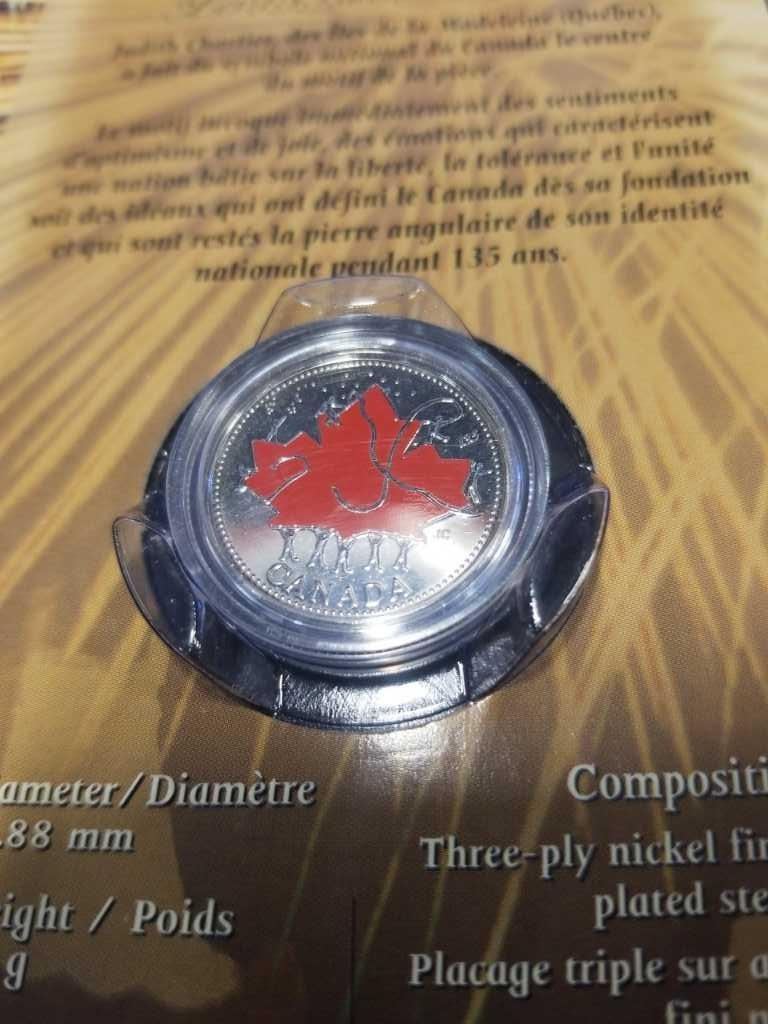 Judith Chartier, des Îles de la Madeleine (Québec),
a fait du symbole national du Canada le centre
du motif de la pièce.
Le motif invoque immédiatement des sentiments
d'optimisme et de joie, des émotions qui caractérisent
une nation bâtie sur la liberté, la tolérance et l'unité
soit des idéaux qui ont défini le Canada dès sa fondation
et qui sont restés la pierre angulaire de son identité
nationale pendant 135 ans.
JC
CANADA
ameter/Diamètre
.88 mm
ight / Poids
g
Compositi
Three-ply nickel fin
plated ste
Placage triple sur a
fini n